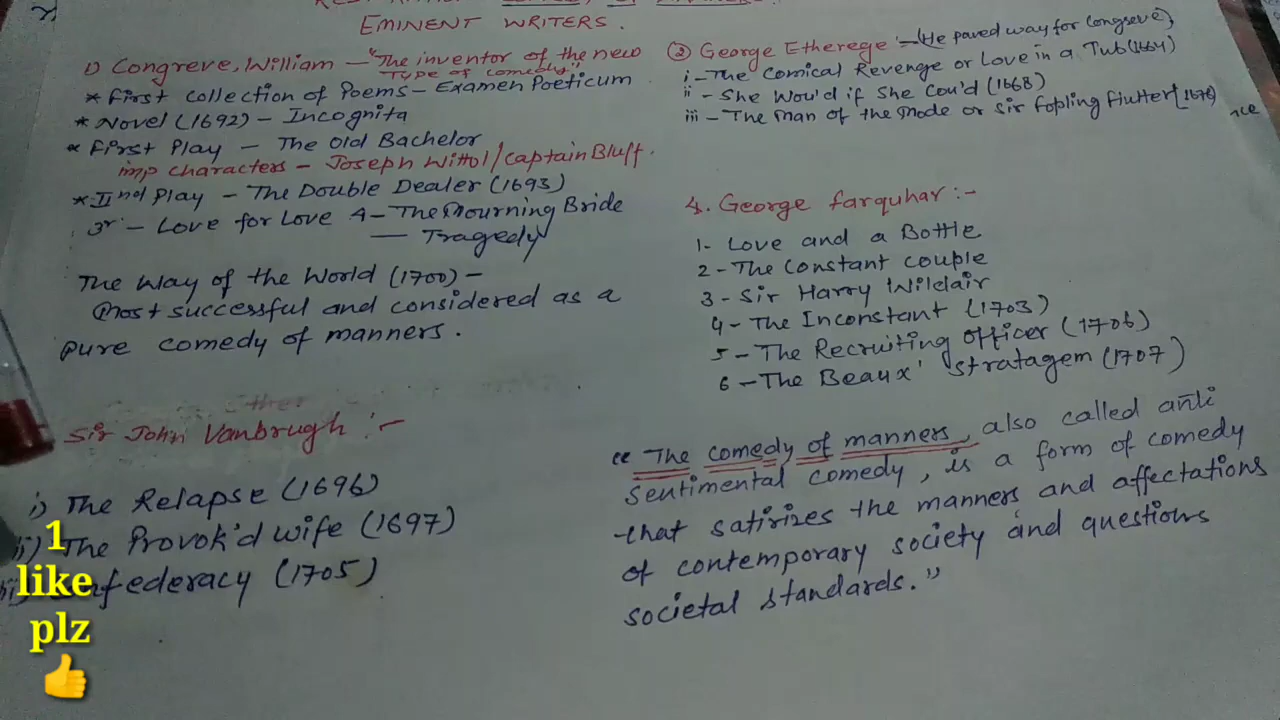 EMINENT WRITERS.
1) Congreve, William - "The inventor of the new
Type of comedy."
* First collection of Poems - Examen Poeticum
* Novel (1692) - Incognita
* First Play - The Old Bachelor
imp characters - Joseph Wittol/Captain Bluff.
* IInd Play - The Double Dealer (1693)
3r - Love for Love 4 - The Mourning Bride
- Tragedy
The Way of the World (1700) -
Most successful and considered as a
pure comedy of manners.
Sir John Vanbrugh :-
i) The Relapse (1696)
ii) The Provok'd wife (1697)
federacy (1705)
② George Etherege - (He paved way for Congreve)
i - The Comical Revenge or Love in a Tub (1664)
ii - She Wou'd if She Cou'd (1668)
iii - The Man of the Mode or Sir Fopling Flutter (1676)
4. George Farquhar :-
1 - Love and a Bottle
2 - The Constant couple
3 - Sir Harry Wildair
4 - The Inconstant (1703)
5 - The Recruiting Officer (1706)
6 - The Beaux' Stratagem (1707)
"The comedy of manners, also called anti
sentimental comedy, is a form of comedy
that satirizes the manners and affectations
of contemporary society and questions
societal standards."
1
like
plz